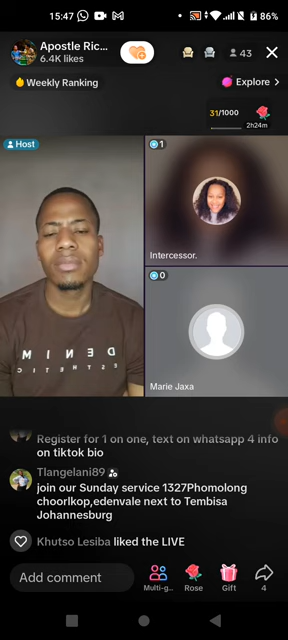 15:47
86%
Apostle Ric...
6.4K likes
43
Weekly Ranking
Explore >
31/1000
2h24m
Host
1
Intercessor.
0
Marie Jaxa
DENIM
Register for 1 on one, text on whatsapp 4 info
on tiktok bio
Tlangelani89
join our Sunday service 1327Phomolong
choorlkop,edenvale next to Tembisa
Johannesburg
Khutso Lesiba liked the LIVE
Add comment
Multi-g...
Rose
Gift
4